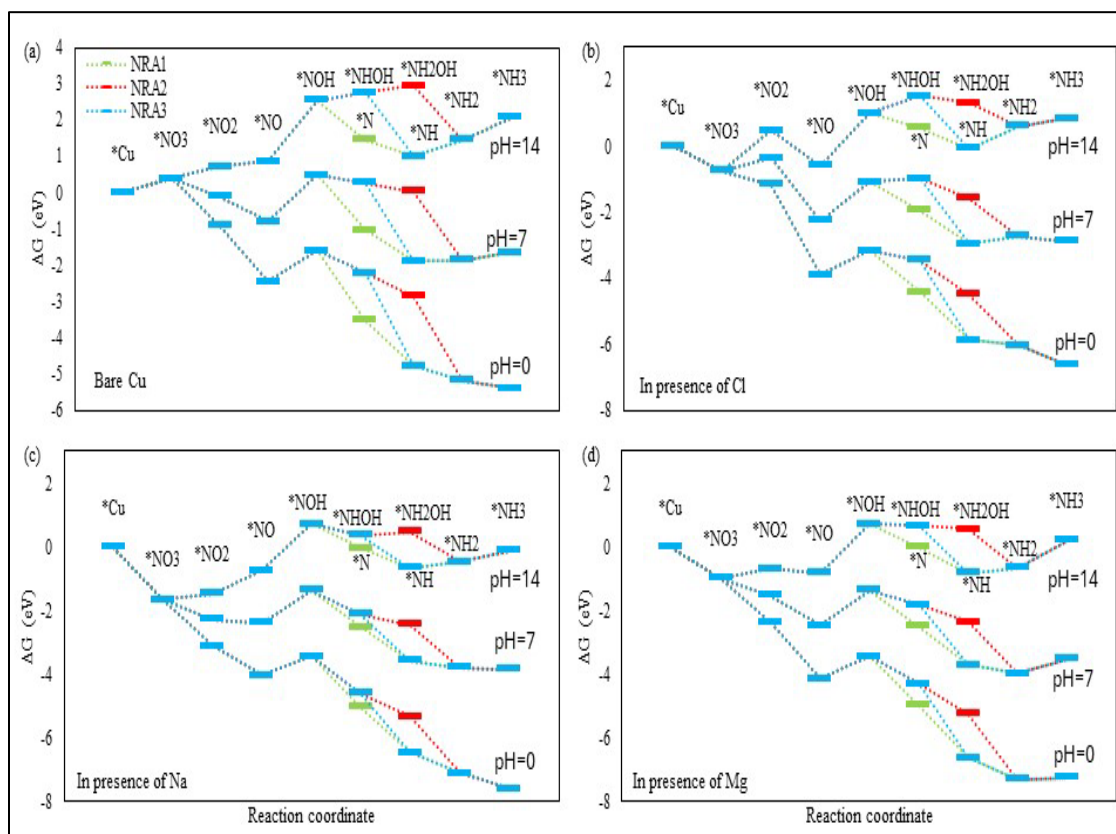 (a)
4
3
2
1
0
-1
-2
-3
-4
-5
-6
ΔG (eV)
NRA1
NRA2
NRA3
*Cu
*NO3
*NO2
*NO
*NOH
*NHOH
*N
*NH2OH
*NH
*NH2
*NH3
pH=14
pH=7
pH=0
Bare Cu
(b)
2
0
-2
-4
-6
-8
ΔG (eV)
*Cu
*NO3
*NO2
*NO
*NOH
*NHOH
*N
*NH2OH
*NH
*NH2
*NH3
pH=14
pH=7
pH=0
In presence of Cl
(c)
2
0
-2
-4
-6
-8
ΔG (eV)
*Cu
*NO3
*NO2
*NO
*NOH
*NHOH
*N
*NH2OH
*NH
*NH2
*NH3
pH=14
pH=7
pH=0
In presence of Na
Reaction coordinate
(d)
2
0
-2
-4
-6
-8
ΔG (eV)
*Cu
*NO3
*NO2
*NO
*NOH
*NHOH
*N
*NH2OH
*NH
*NH2
*NH3
pH=14
pH=7
pH=0
In presence of Mg
Reaction coordinate